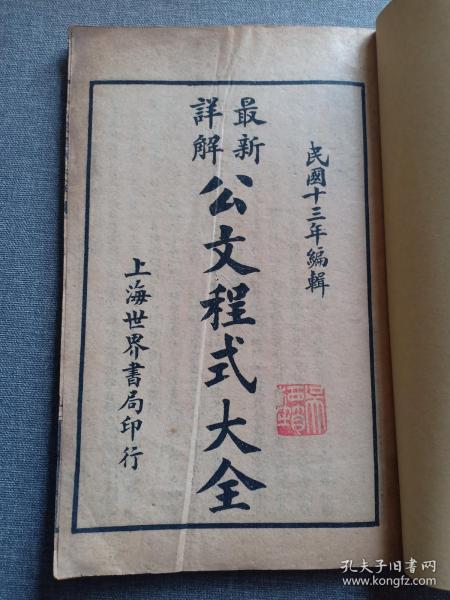 民國十三年編輯
最新
詳解
公文程式大全
上海世界書局印行
孔夫子旧书网
www.kongfz.com